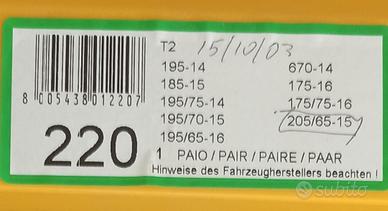 T2 15/10/03
195-14 670-14
185-15 175-16
195/75-14 175/75-16
195/70-15 205/65-15
195/65-16
8 005438 012207
220
1 PAIO / PAIR / PAIRE / PAAR
Hinweise des Fahrzeugherstellers beachten !
subito